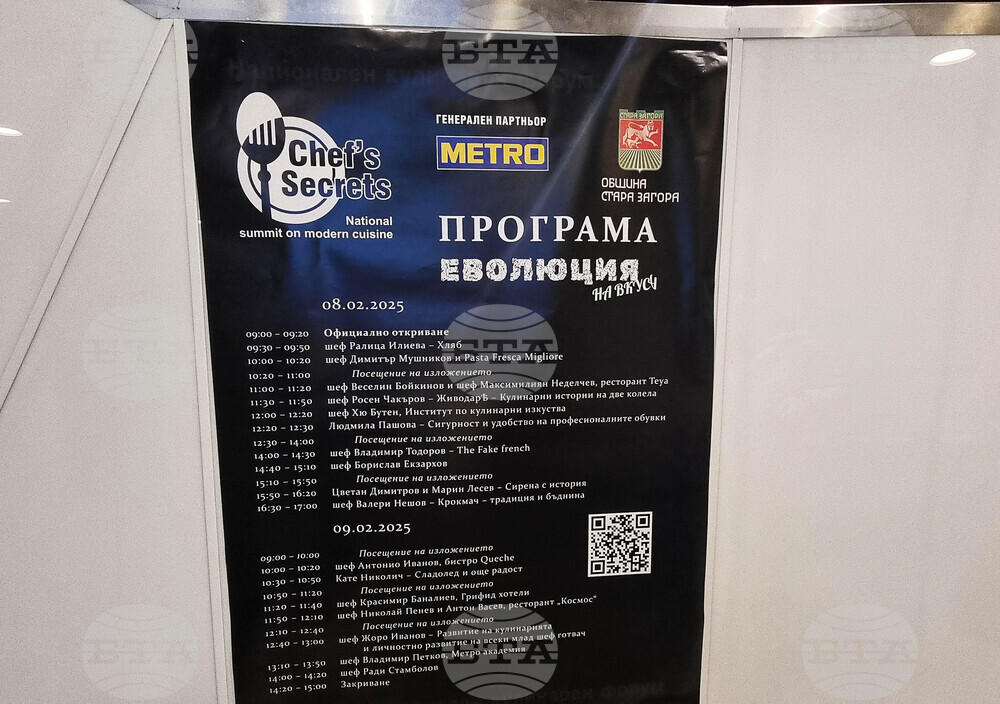 БТА
БТА
БТА
Национален кулинарен форум
Chef's
Secrets
National
summit on modern cuisine
ГЕНЕРАЛЕН ПАРТНЬОР
METRO
СТАРА ЗАГОРА
ОБЩИНА
СТАРА ЗАГОРА
ПРОГРАМА
ЕВОЛЮЦИЯ
НА ВКУСА
08.02.2025
09:00 – 09:20 Официално откриване
09:30 – 09:50 шеф Ралица Илиева – Хляб
10:00 – 10:20 шеф Димитър Мушников и Pasta Fresca Migliore
10:20 – 11:00 Посещение на изложението
11:00 – 11:20 шеф Веселин Бойкинов и шеф Максимилиян Неделчев, ресторант Теуа
11:30 – 11:50 шеф Росен Чакъров – ЖиводарЪ – Кулинарни истории на две колела
12:00 – 12:20 шеф Хю Бутен, Институт по кулинарни изкуства
12:20 – 12:30 Людмила Пашова – Сигурност и удобство на професионалните обувки
12:30 – 14:00 Посещение на изложението
14:00 – 14:30 шеф Владимир Тодоров – The Fake french
14:40 – 15:10 шеф Борислав Екзархов
15:10 – 15:50 Посещение на изложението
15:50 – 16:20 Цветан Димитров и Марин Лесев – Сирена с история
16:30 – 17:00 шеф Валери Нешов – Крокмач – традиция и бъднина
БТА
БТА
БТА
09.02.2025
09:00 – 10:00 Посещение на изложението
10:00 – 10:20 шеф Антонио Иванов, бистро Queche
10:30 – 10:50 Кате Николич – Сладолед и още радост
10:50 – 11:20 Посещение на изложението
11:20 – 11:40 шеф Красимир Баналиев, Грифид хотели
11:50 – 12:10 шеф Николай Пенев и Антон Васев, ресторант „Космос"
12:10 – 12:40 Посещение на изложението
12:40 – 13:00 шеф Жоро Иванов – Развитие на кулинарията
и личностно развитие на всеки млад шеф готвач
13:10 – 13:50 шеф Владимир Петков, Метро академия
14:00 – 14:20 шеф Ради Стамболов
14:20 – 15:00 Закриване
БТА
БТА
БТА